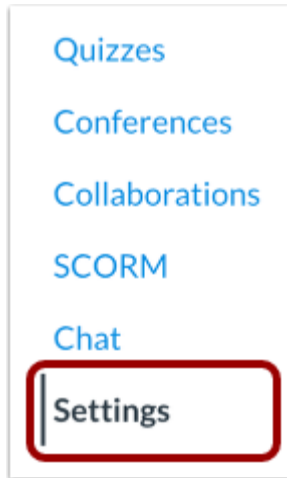 Quizzes
Conferences
Collaborations
SCORM
Chat
Settings